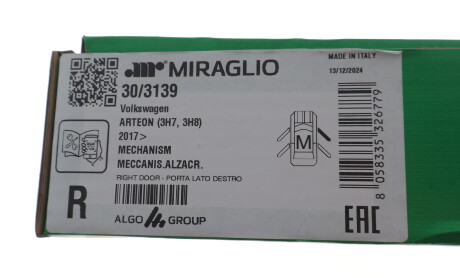 MIRAGLIO
MADE IN ITALY
13/12/2024
30/3139
Volkswagen
ARTEON (3H7, 3H8)
2017>
MECHANISM
MECCANIS.ALZACR.
RIGHT DOOR - PORTA LATO DESTRO
M
8 058335 326779
R
ALGO GROUP
EAC